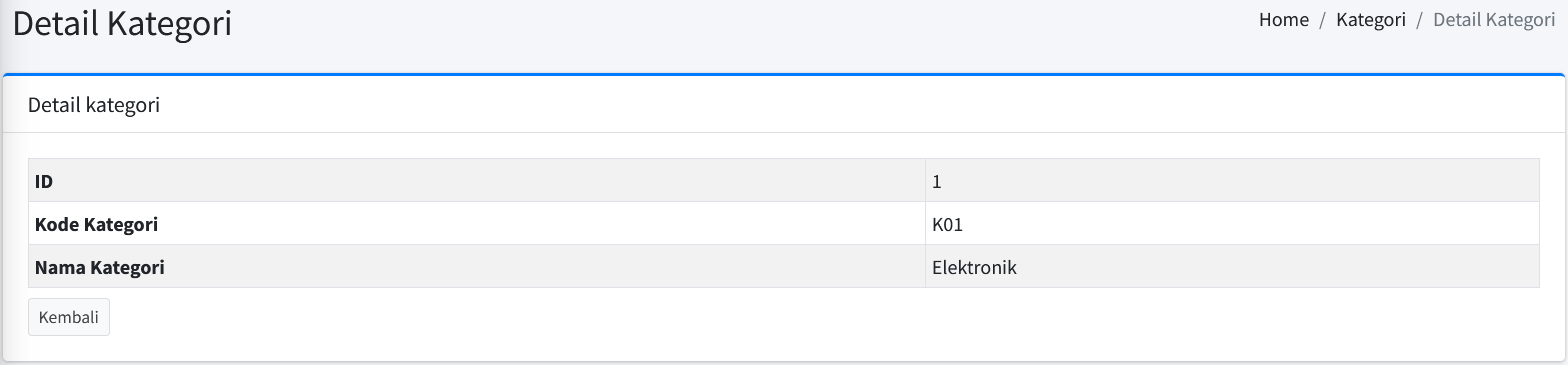 Detail Kategori
Home / Kategori / Detail Kategori
Detail kategori
ID 1
Kode Kategori K01
Nama Kategori Elektronik
Kembali